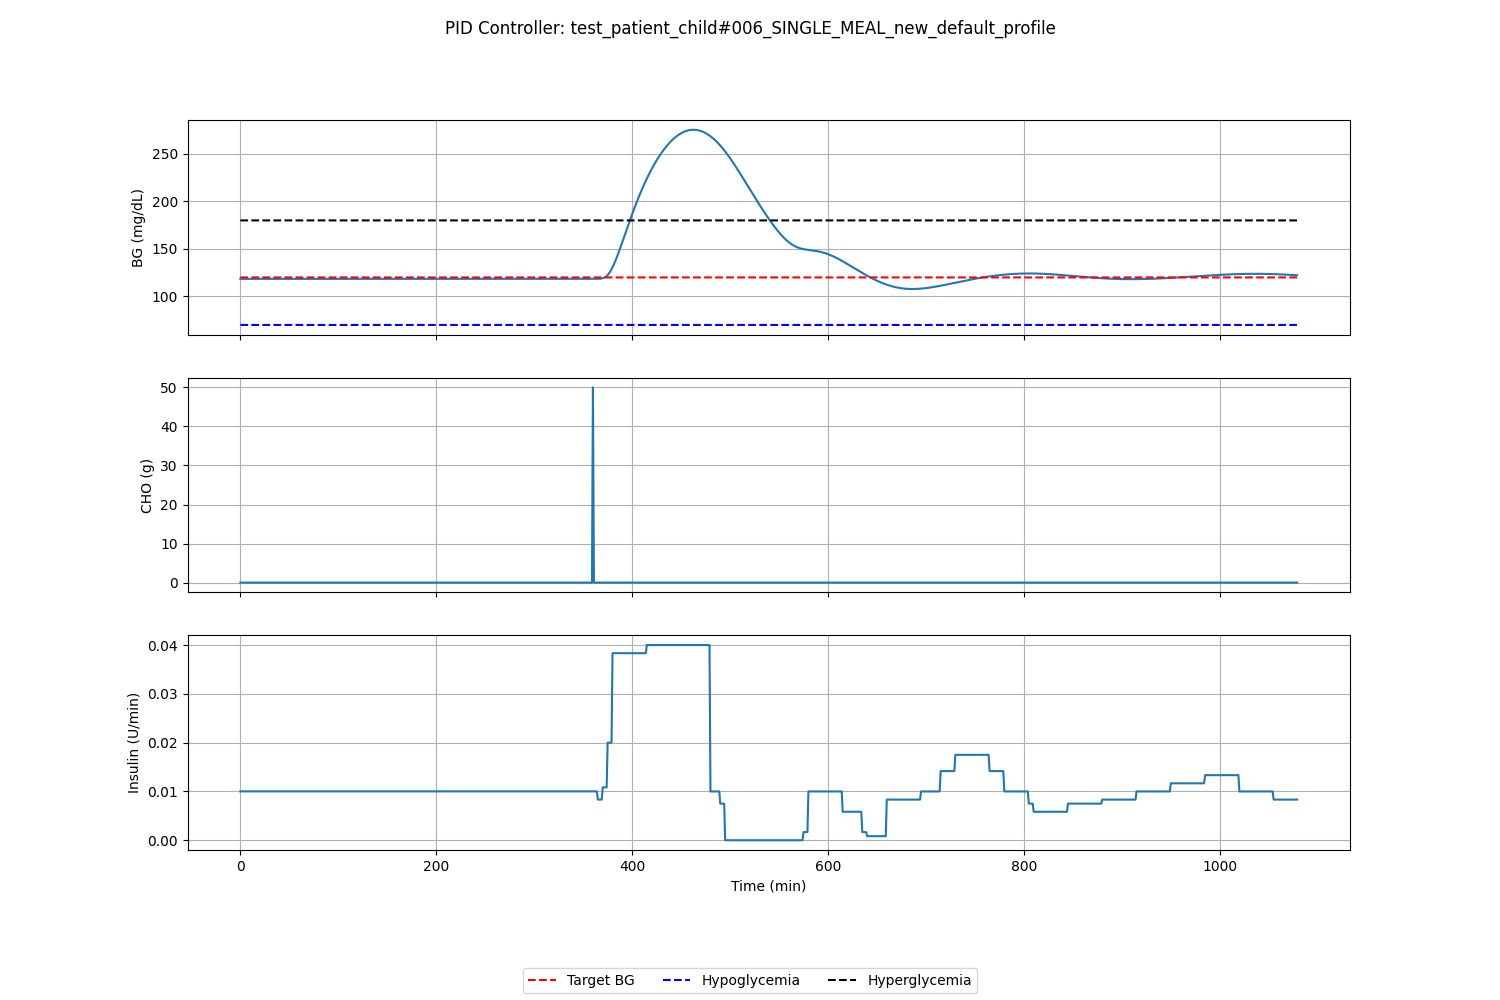 PID Controller: test_patient_child#006_SINGLE_MEAL_new_default_profile
BG (mg/dL)
250
200
150
100
CHO (g)
50
40
30
20
10
0
Insulin (U/min)
0.04
0.03
0.02
0.01
0.00
0 200 400 600 800 1000
Time (min)
Target BG Hypoglycemia Hyperglycemia